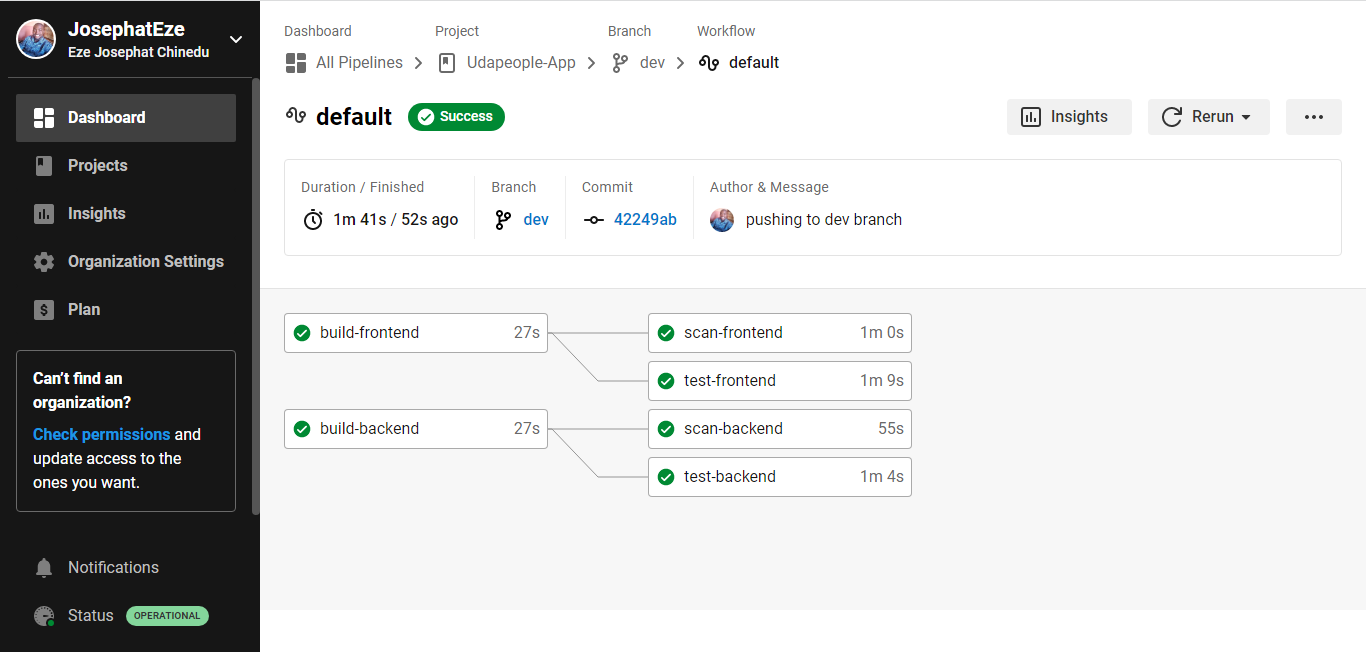 JosephatEze
Eze Josephat Chinedu
Dashboard
Projects
Insights
Organization Settings
Plan
Can't find an
organization?
Check permissions and
update access to the
ones you want.
Notifications
Status OPERATIONAL
Dashboard Project Branch Workflow
All Pipelines Udapeople-App dev default
default Success Insights Rerun
Duration / Finished Branch Commit Author & Message
1m 41s / 52s ago dev 42249ab pushing to dev branch
build-frontend 27s scan-frontend 1m 0s
test-frontend 1m 9s
build-backend 27s scan-backend 55s
test-backend 1m 4s